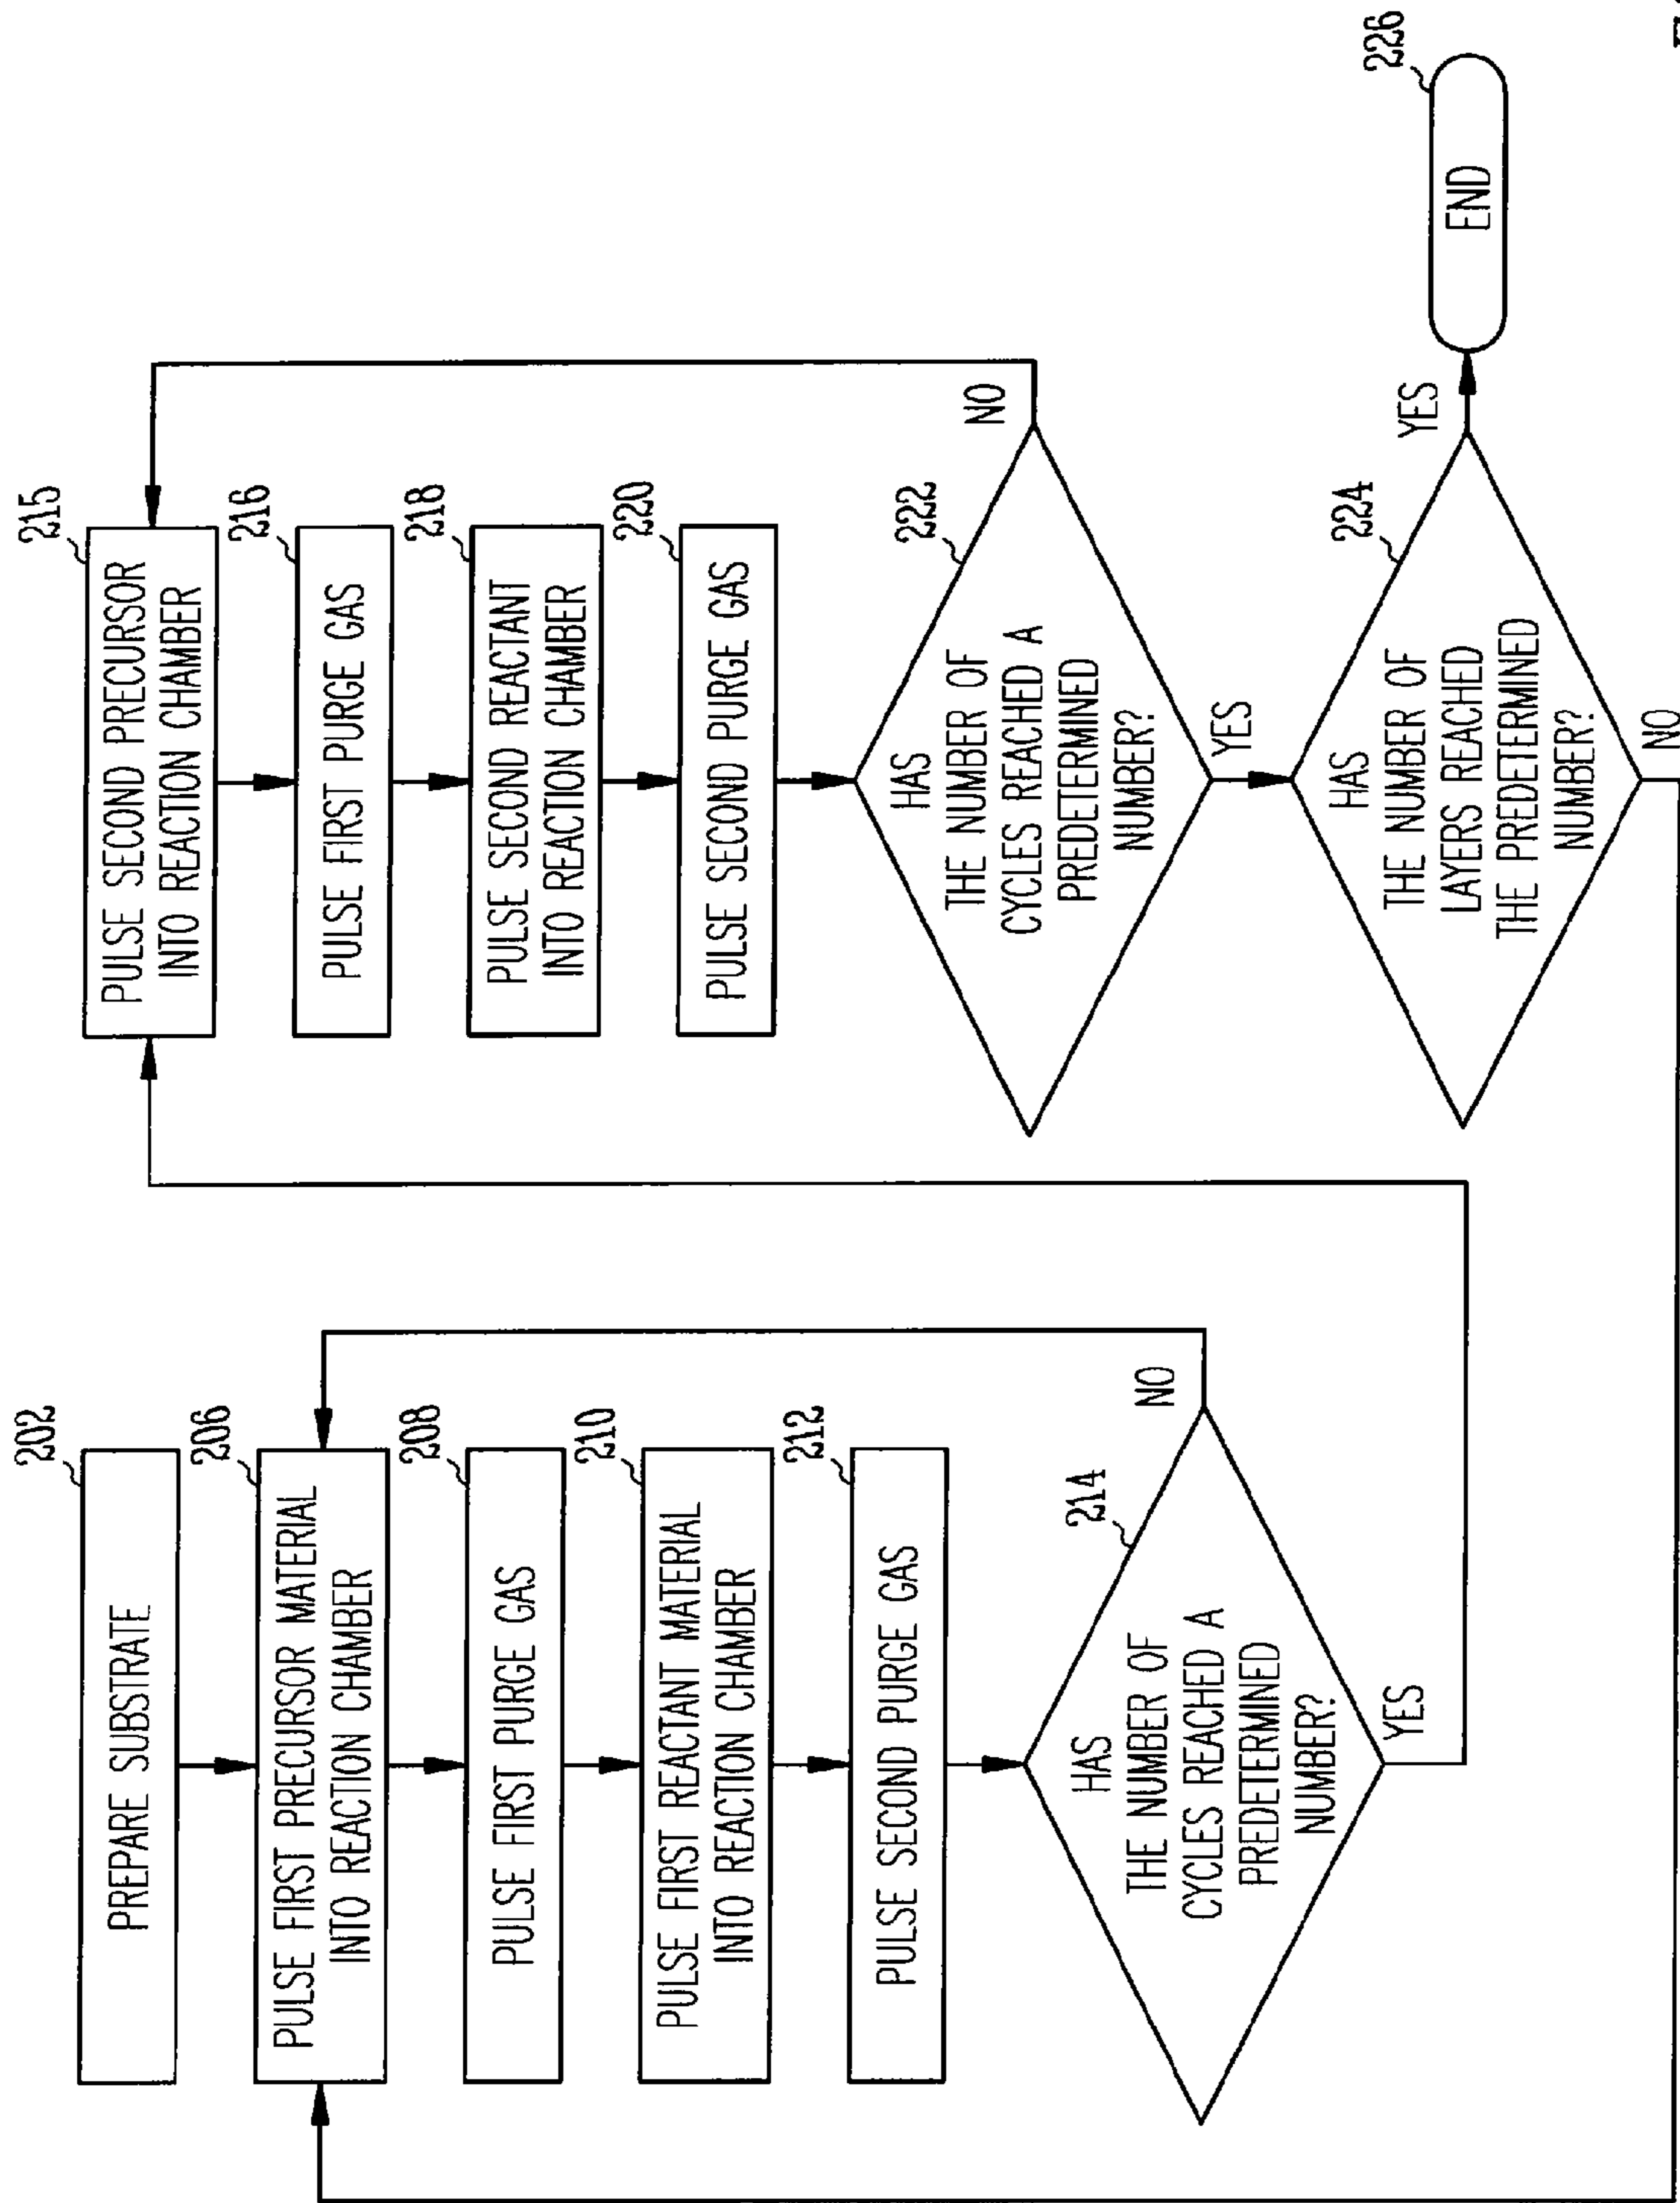 202
PREPARE SUBSTRATE
206
PULSE FIRST PRECURSOR MATERIAL
INTO REACTION CHAMBER
208
PULSE FIRST PURGE GAS
210
PULSE FIRST REACTANT MATERIAL
INTO REACTION CHAMBER
212
PULSE SECOND PURGE GAS
214
HAS
THE NUMBER OF
CYCLES REACHED A
PREDETERMINED
NUMBER?
NO
YES
215
PULSE SECOND PRECURSOR
INTO REACTION CHAMBER
216
PULSE FIRST PURGE GAS
218
PULSE SECOND REACTANT
INTO REACTION CHAMBER
220
PULSE SECOND PURGE GAS
222
HAS
THE NUMBER OF
CYCLES REACHED A
PREDETERMINED
NUMBER?
NO
YES
224
HAS
THE NUMBER OF
LAYERS REACHED
THE PREDETERMINED
NUMBER?
YES
NO
226
END